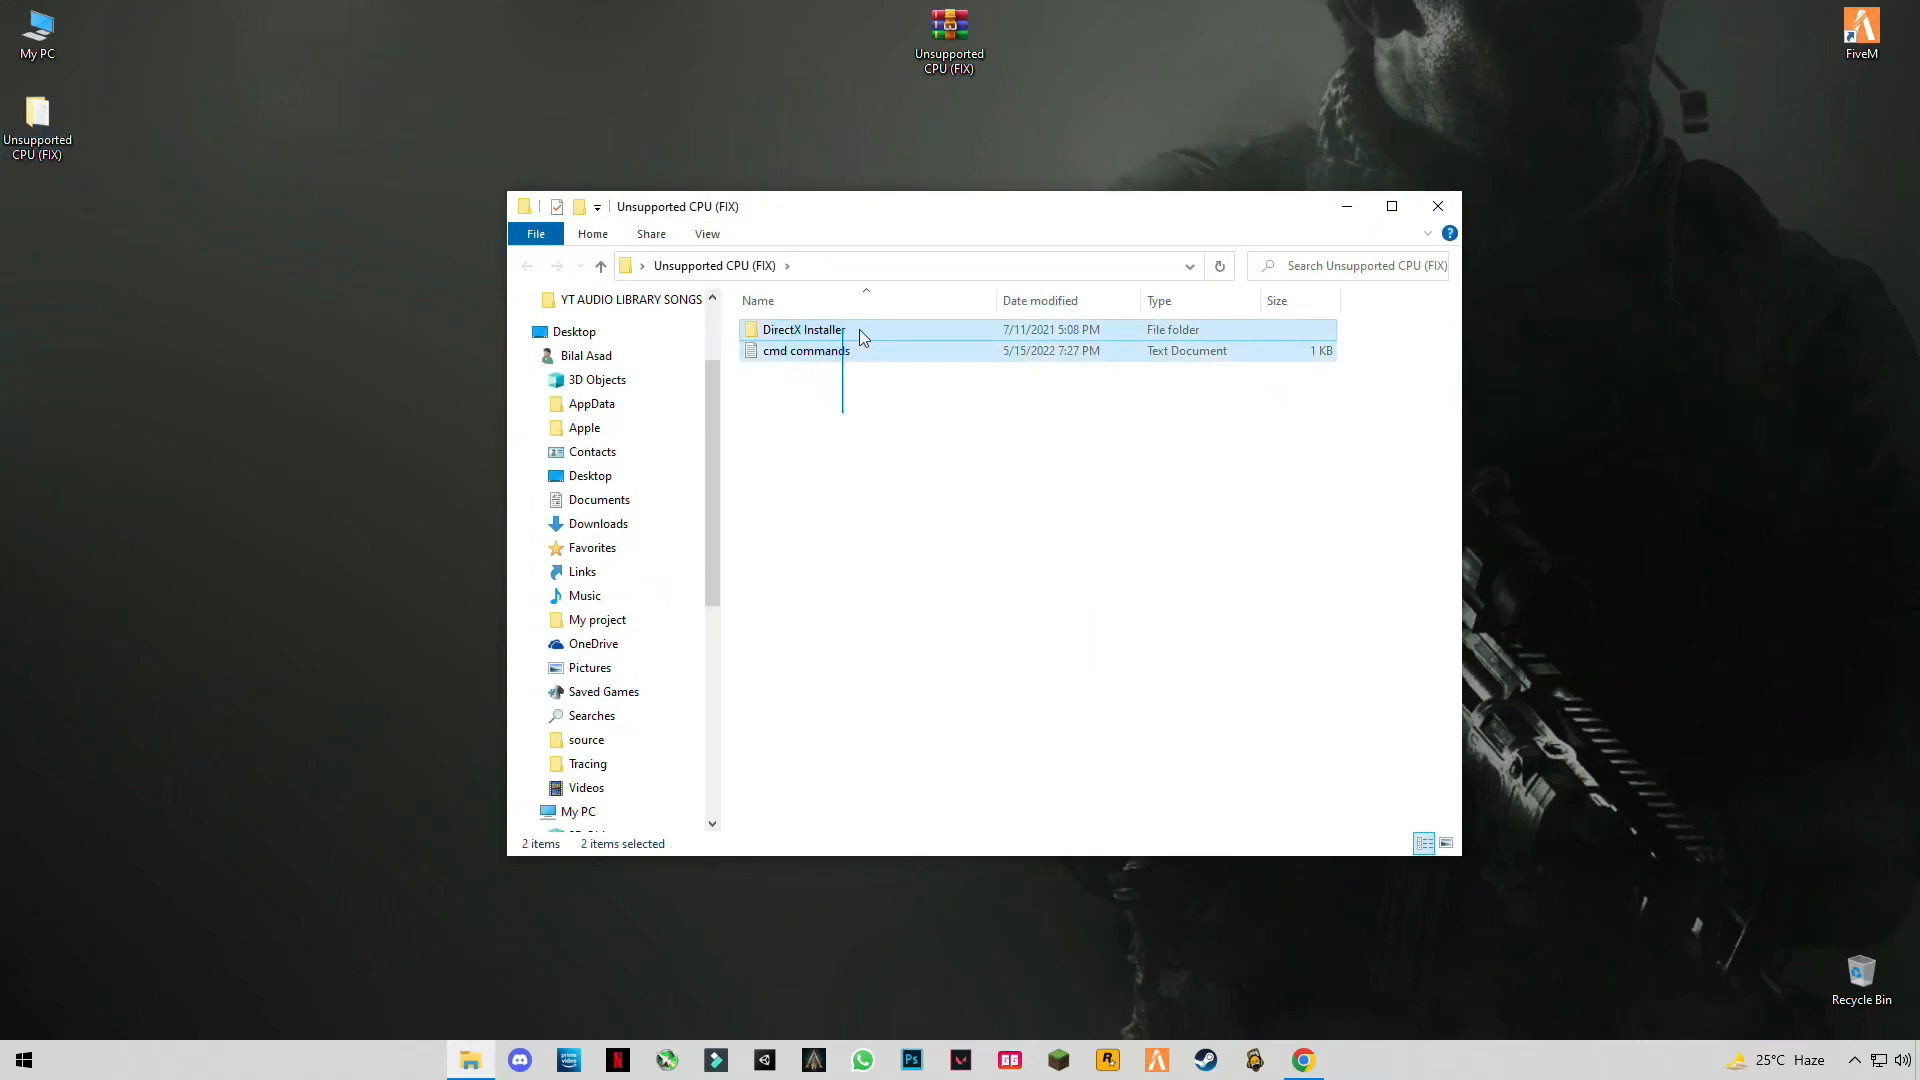 My PC
Unsupported
CPU (FIX)
Unsupported
CPU (FIX)
FiveM
Unsupported CPU (FIX)
File
Home
Share
View
Unsupported CPU (FIX)
Search Unsupported CPU (FIX)
Name
Date modified
Type
Size
DirectX Installer
7/11/2021 5:08 PM
File folder
cmd commands
5/15/2022 7:27 PM
Text Document
1 KB
YT AUDIO LIBRARY SONGS
Desktop
Bilal Asad
3D Objects
AppData
Apple
Contacts
Desktop
Documents
Downloads
Favorites
Links
Music
My project
OneDrive
Pictures
Saved Games
Searches
source
Tracing
Videos
My PC
2 items
2 items selected
Recycle Bin
prime
video
N
Ps
GG
R
25°C Haze